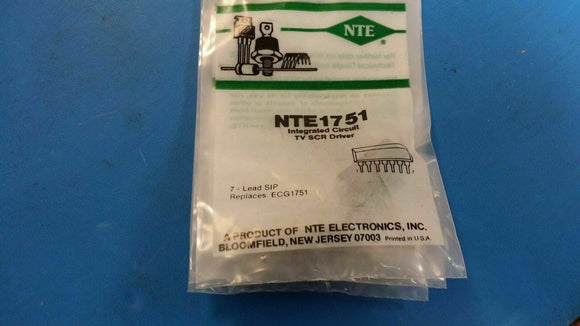 NTE
®
NTE1751
Integrated Circuit
TV SCR Driver
7 - Lead SIP
Replaces: ECG1751
A PRODUCT OF NTE ELECTRONICS, INC.
BLOOMFIELD, NEW JERSEY 07003 Printed in U.S.A.